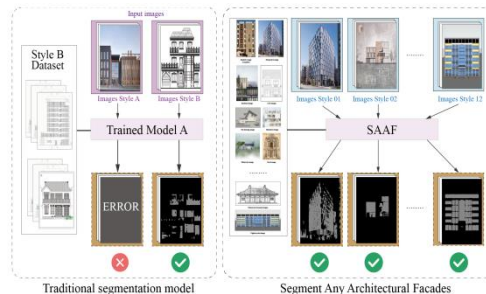 Input images
Style B
Dataset
Images Style A
Images Style B
Trained Model A
ERROR
Traditional segmentation model
Images Style 01
Images Style 02
Images Style 12
SAAF
Segment Any Architectural Facades